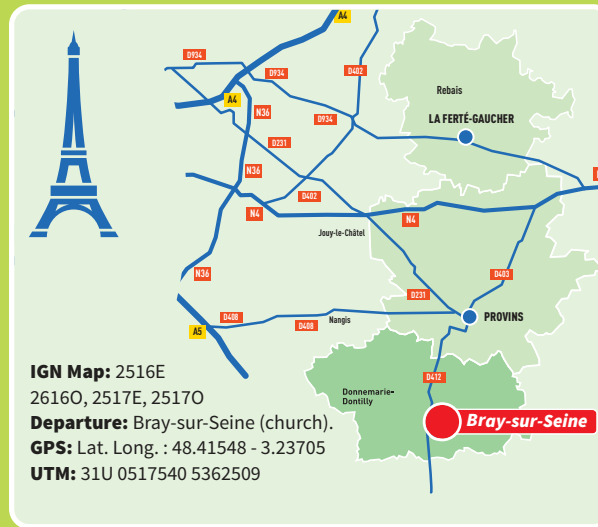 A4
D934
D934
D402
A4
N36
Rebais
LA FERTÉ-GAUCHER
D934
D231
N36
D402
N4
N4
Jouy-le-Châtel
N36
D403
D231
D408
D408
Nangis
PROVINS
A5
D412
Donnemarie-
Dontilly
Bray-sur-Seine
IGN Map: 2516E
2616O, 2517E, 2517O
Departure: Bray-sur-Seine (church).
GPS: Lat. Long. : 48.41548 - 3.23705
UTM: 31U 0517540 5362509